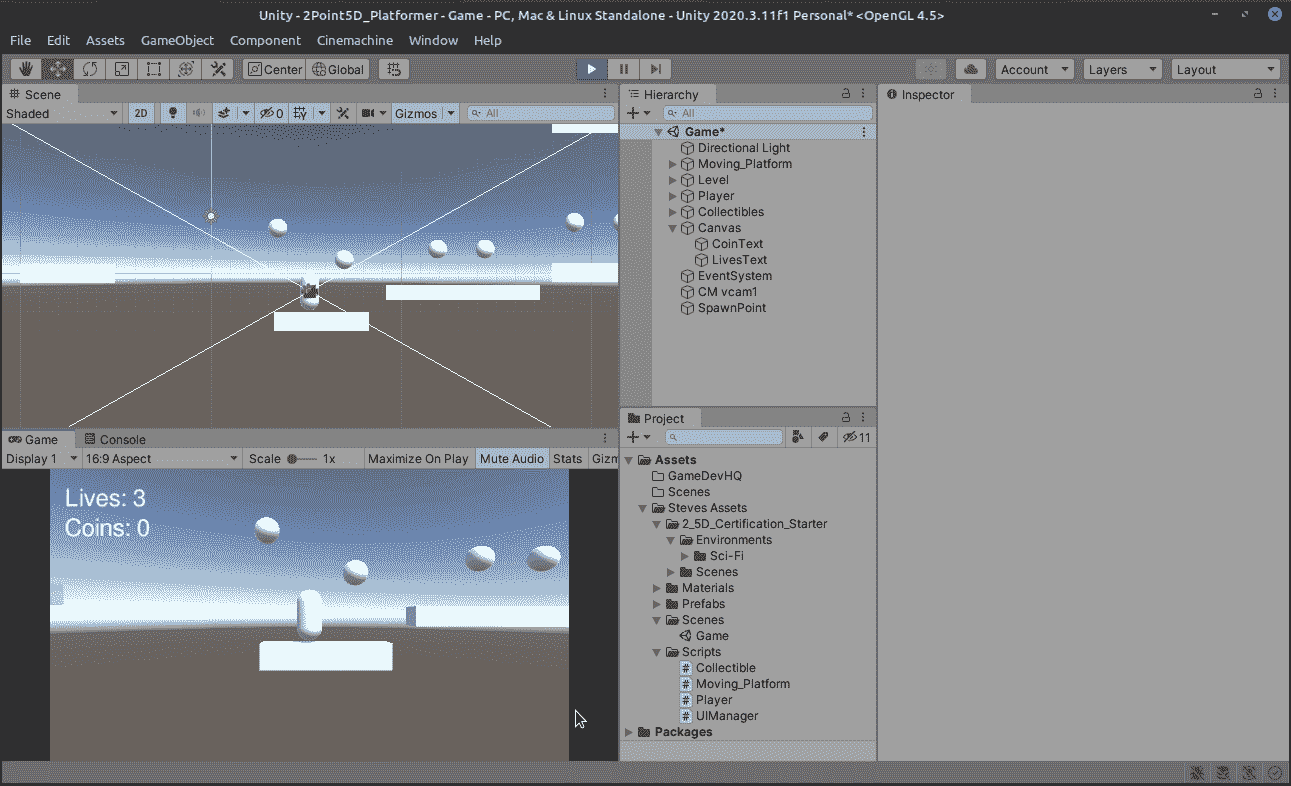 Unity - 2Point5D_Platformer - Game - PC, Mac & Linux Standalone - Unity 2020.3.11f1 Personal* <OpenGL 4.5>
File Edit Assets GameObject Component Cinemachine Window Help
Center Global Account Layers Layout
Scene
Shaded 2D 0 Gizmos All
Hierarchy
All
Game*
Directional Light
Moving_Platform
Level
Player
Collectibles
Canvas
CoinText
LivesText
EventSystem
CM vcam1
SpawnPoint
Inspector
Game Console
Display 1 16:9 Aspect Scale 1x Maximize On Play Mute Audio Stats Gizm
Lives: 3
Coins: 0
Project
11
Assets
GameDevHQ
Scenes
Steves Assets
2_5D_Certification_Starter
Environments
Sci-Fi
Scenes
Materials
Prefabs
Scenes
Game
Scripts
Collectible
Moving_Platform
Player
UIManager
Packages